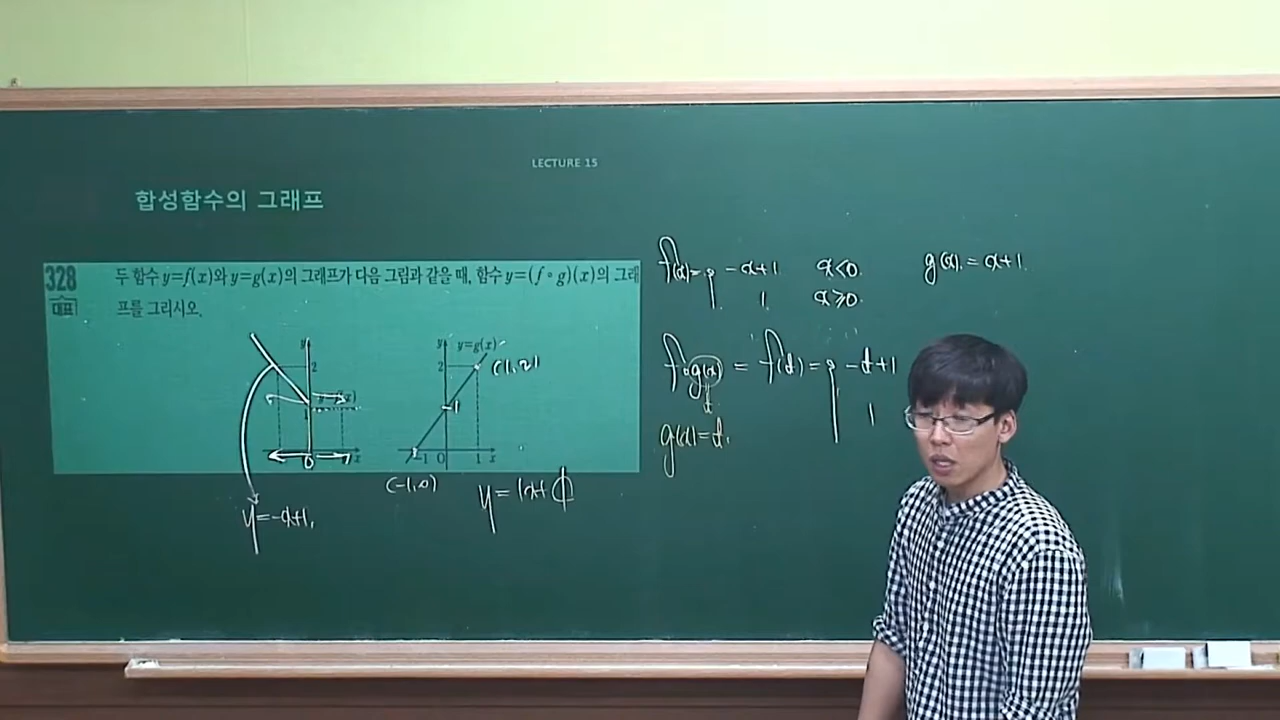 LECTURE 15
합성함수의 그래프
328
대표
두 함수 y=f(x)와 y=g(x)의 그래프가 다음 그림과 같을 때, 함수 y=(f∘g)(x)의 그래
프를 그리시오.
y
2
1
0
x
y=-x+1
y
y=g(x)
2
(1,2)
1
-1 0 1 x
(-1,0)
y=1x+1
f(x)= -x+1 x<0
1 x≥0
g(x)=x+1
f∘g(x) = f(t) = -t+1
t
1
g(x)=t